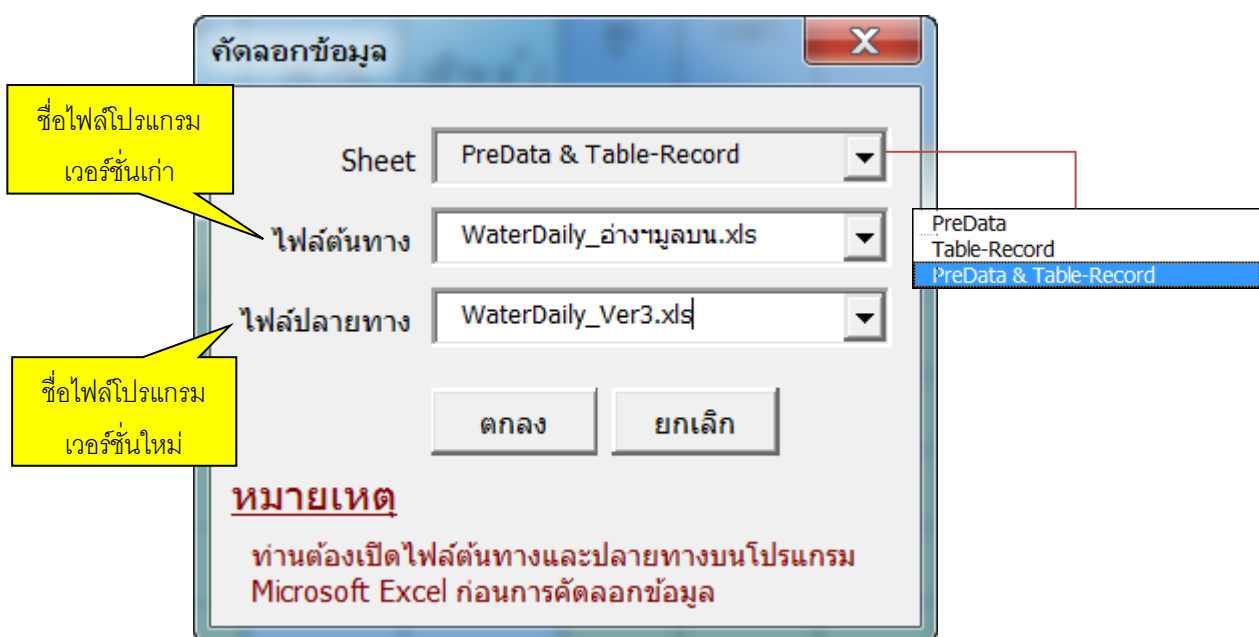 คัดลอกข้อมูล
ชื่อไฟล์โปรแกรม
เวอร์ชั่นเก่า
Sheet
PreData & Table-Record
PreData
Table-Record
PreData & Table-Record
ไฟล์ต้นทาง
WaterDaily_อ่างฯมูลบน.xls
ไฟล์ปลายทาง
WaterDaily_Ver3.xls
ชื่อไฟล์โปรแกรม
เวอร์ชั่นใหม่
ตกลง
ยกเลิก
หมายเหตุ
ท่านต้องเปิดไฟล์ต้นทางและปลายทางบนโปรแกรม
Microsoft Excel ก่อนการคัดลอกข้อมูล